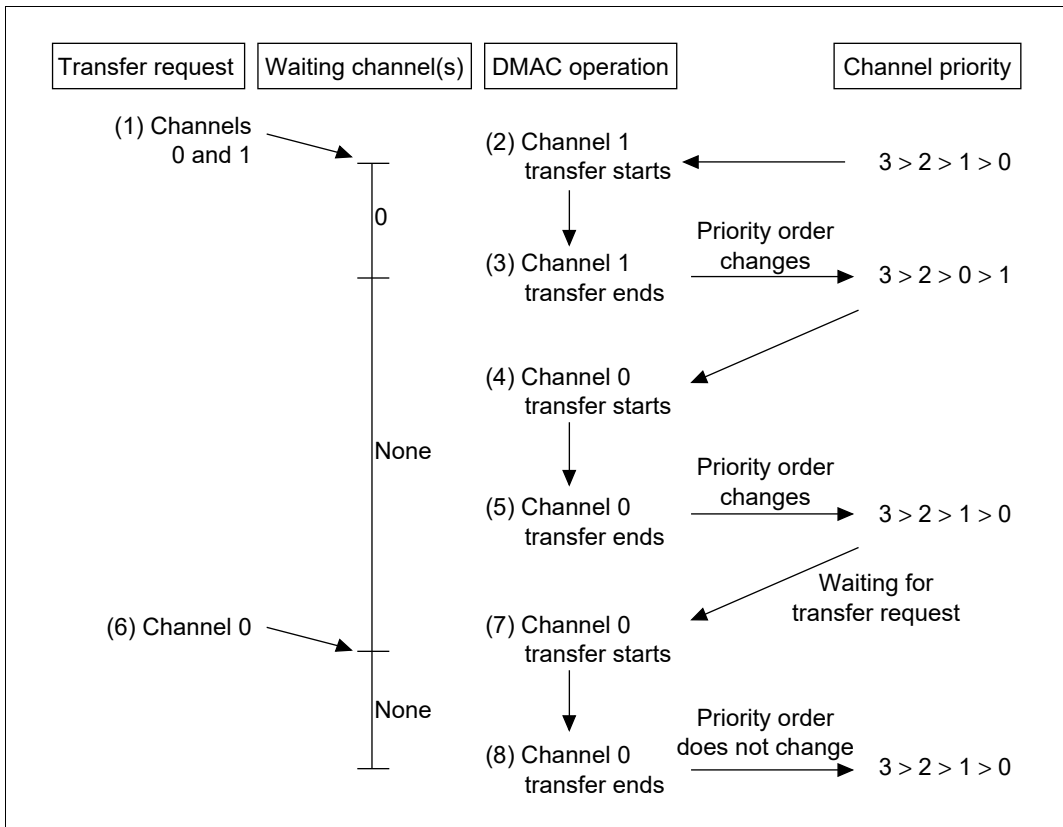 Transfer request
Waiting channel(s)
DMAC operation
Channel priority
(1) Channels
0 and 1
(2) Channel 1
transfer starts
3 > 2 > 1 > 0
0
(3) Channel 1
transfer ends
Priority order
changes
3 > 2 > 0 > 1
(4) Channel 0
transfer starts
None
(5) Channel 0
transfer ends
Priority order
changes
3 > 2 > 1 > 0
Waiting for
transfer request
(6) Channel 0
(7) Channel 0
transfer starts
None
(8) Channel 0
transfer ends
Priority order
does not change
3 > 2 > 1 > 0